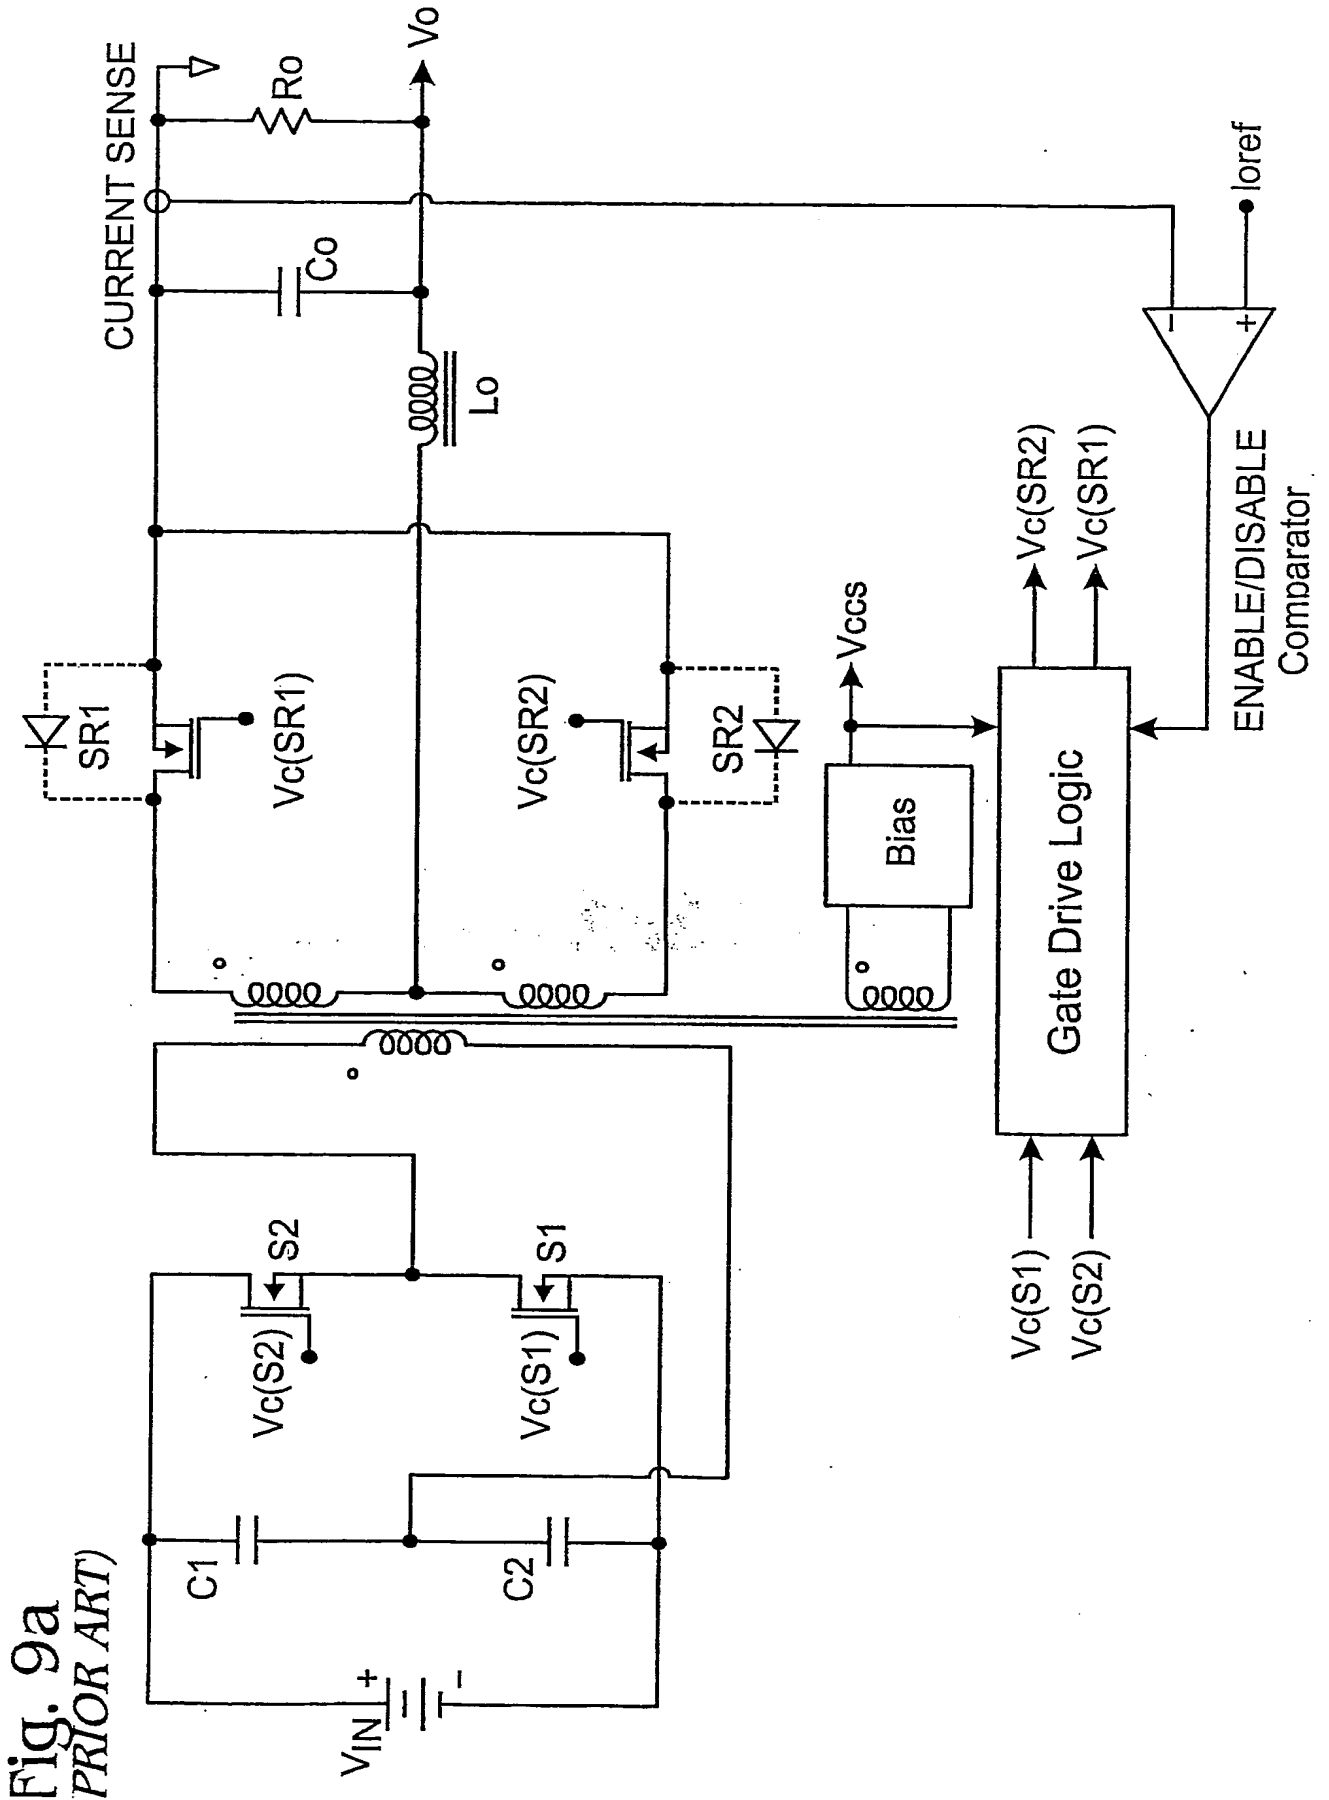 Fig. 9a
PRIOR ART)
VIN
+
−
C1
C2
Vc(S2)
S2
Vc(S1)
S1
SR1
Vc(SR1)
Vc(SR2)
SR2
CURRENT SENSE
Lo
Co
Ro
Vo
Bias
Vccs
Vc(S1)
Vc(S2)
Gate Drive Logic
Vc(SR2)
Vc(SR1)
ENABLE/DISABLE
Comparator
−
+
Ioref